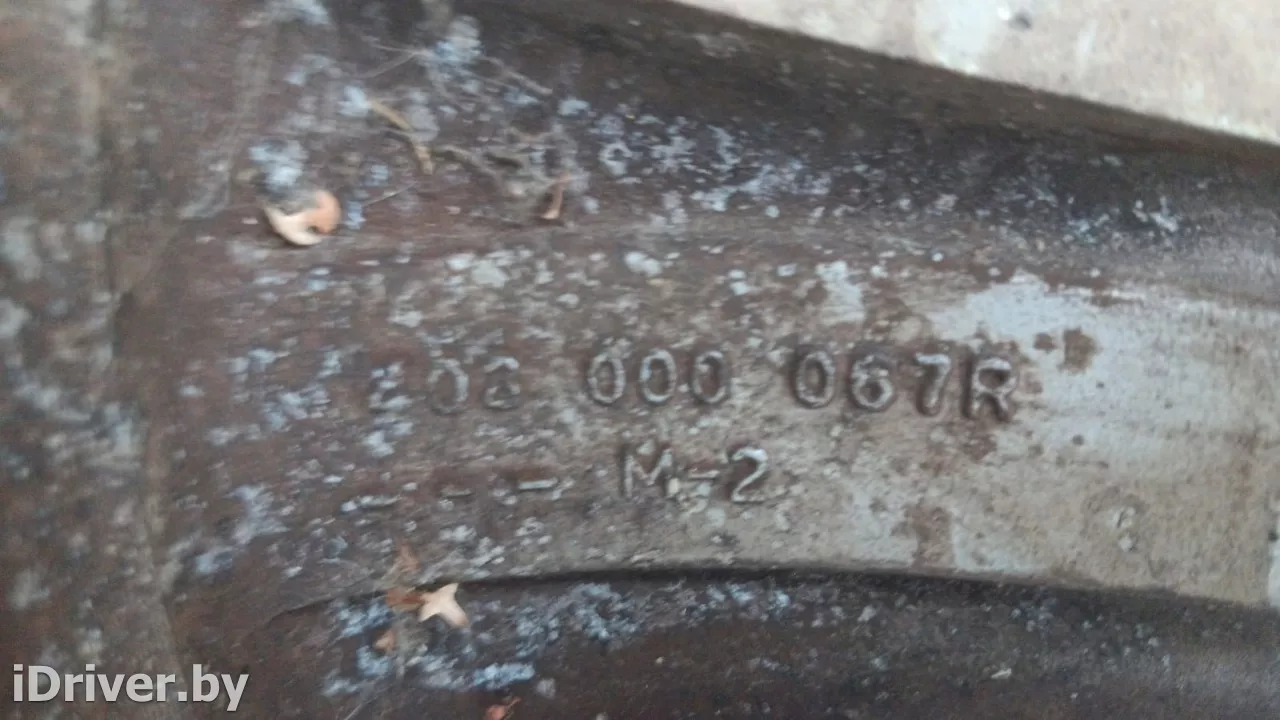 000 067R
- - - M-2
iDriver.by